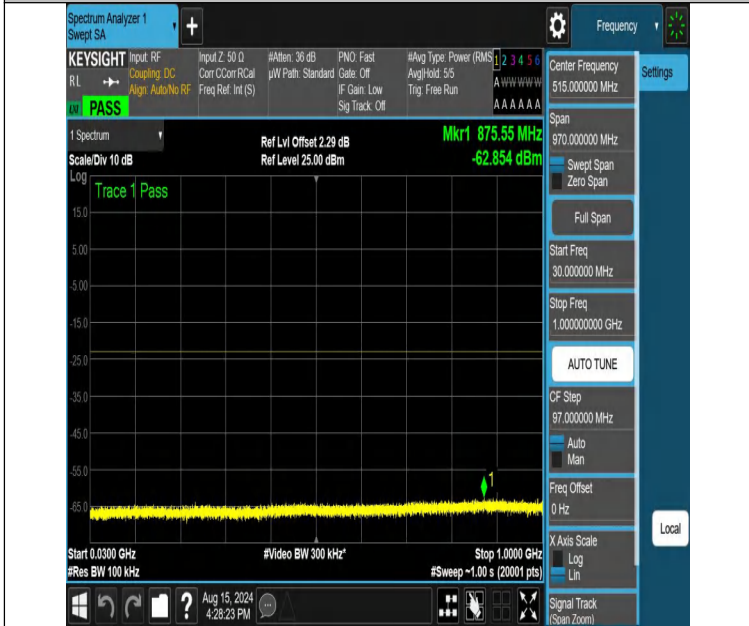 Spectrum Analyzer 1
Swept SA
+
Frequency
KEYSIGHT
RL
LXI
PASS
Input: RF
Coupling: DC
Align: Auto/No RF
Input Z: 50 Ω
Corr CCorr RCal
Freq Ref: Int (S)
#Atten: 36 dB
µW Path: Standard
PNO: Fast
Gate: Off
IF Gain: Low
Sig Track: Off
#Avg Type: Power (RMS
Avg|Hold: 5/5
Trig: Free Run
1 2 3 4 5 6
A W W W W W
A A A A A A
1 Spectrum
Scale/Div 10 dB
Ref Lvl Offset 2.29 dB
Ref Level 25.00 dBm
Mkr1 875.55 MHz
-62.854 dBm
Log
Trace 1 Pass
15.0
5.00
-5.00
-15.0
-25.0
-35.0
-45.0
-55.0
1
-65.0
Start 0.0300 GHz
#Res BW 100 kHz
#Video BW 300 kHz*
Stop 1.0000 GHz
#Sweep ~1.00 s (20001 pts)
?
Aug 15, 2024
4:28:23 PM
Center Frequency
515.000000 MHz
Settings
Span
970.000000 MHz
Swept Span
Zero Span
Full Span
Start Freq
30.000000 MHz
Stop Freq
1.000000000 GHz
AUTO TUNE
CF Step
97.000000 MHz
Auto
Man
Freq Offset
0 Hz
Local
X Axis Scale
Log
Lin
Signal Track
(Span Zoom)